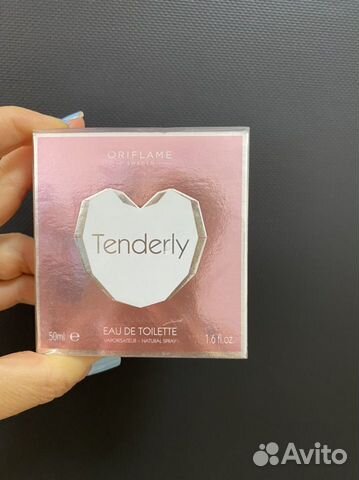 ORIFLAME
SWEDEN
Tenderly
EAU DE TOILETTE
50ml ℮ VAPORISATEUR - NATURAL SPRAY 1.6 fl.oz.
Avito